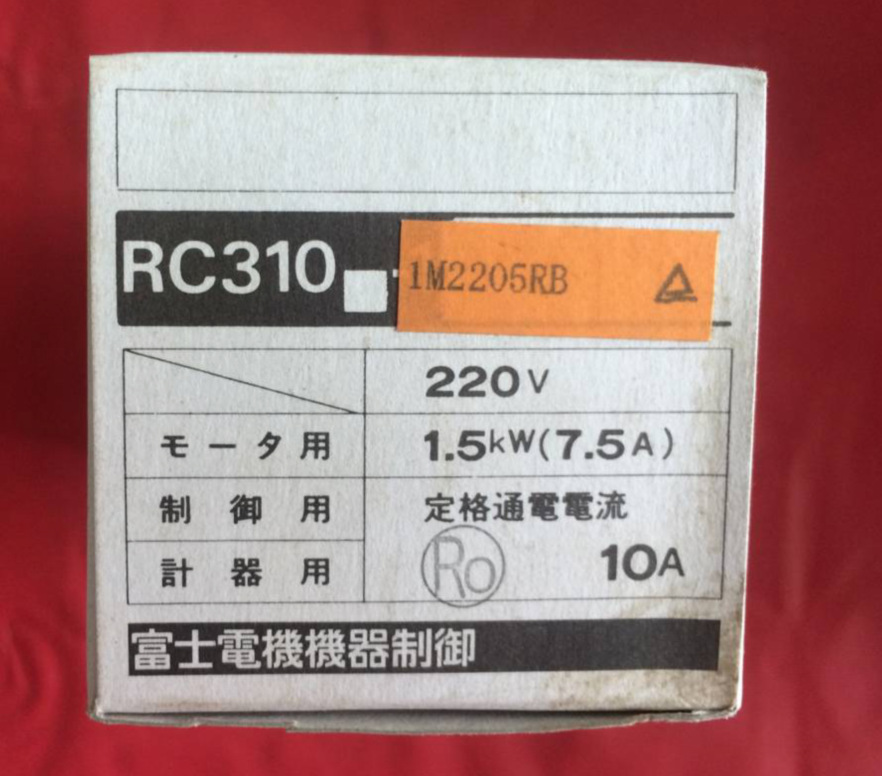 RC310
1M2205RB
220V
モータ用 1.5kW(7.5A)
制御用 定格通電電流
計器用 Ro 10A
富士電機機器制御